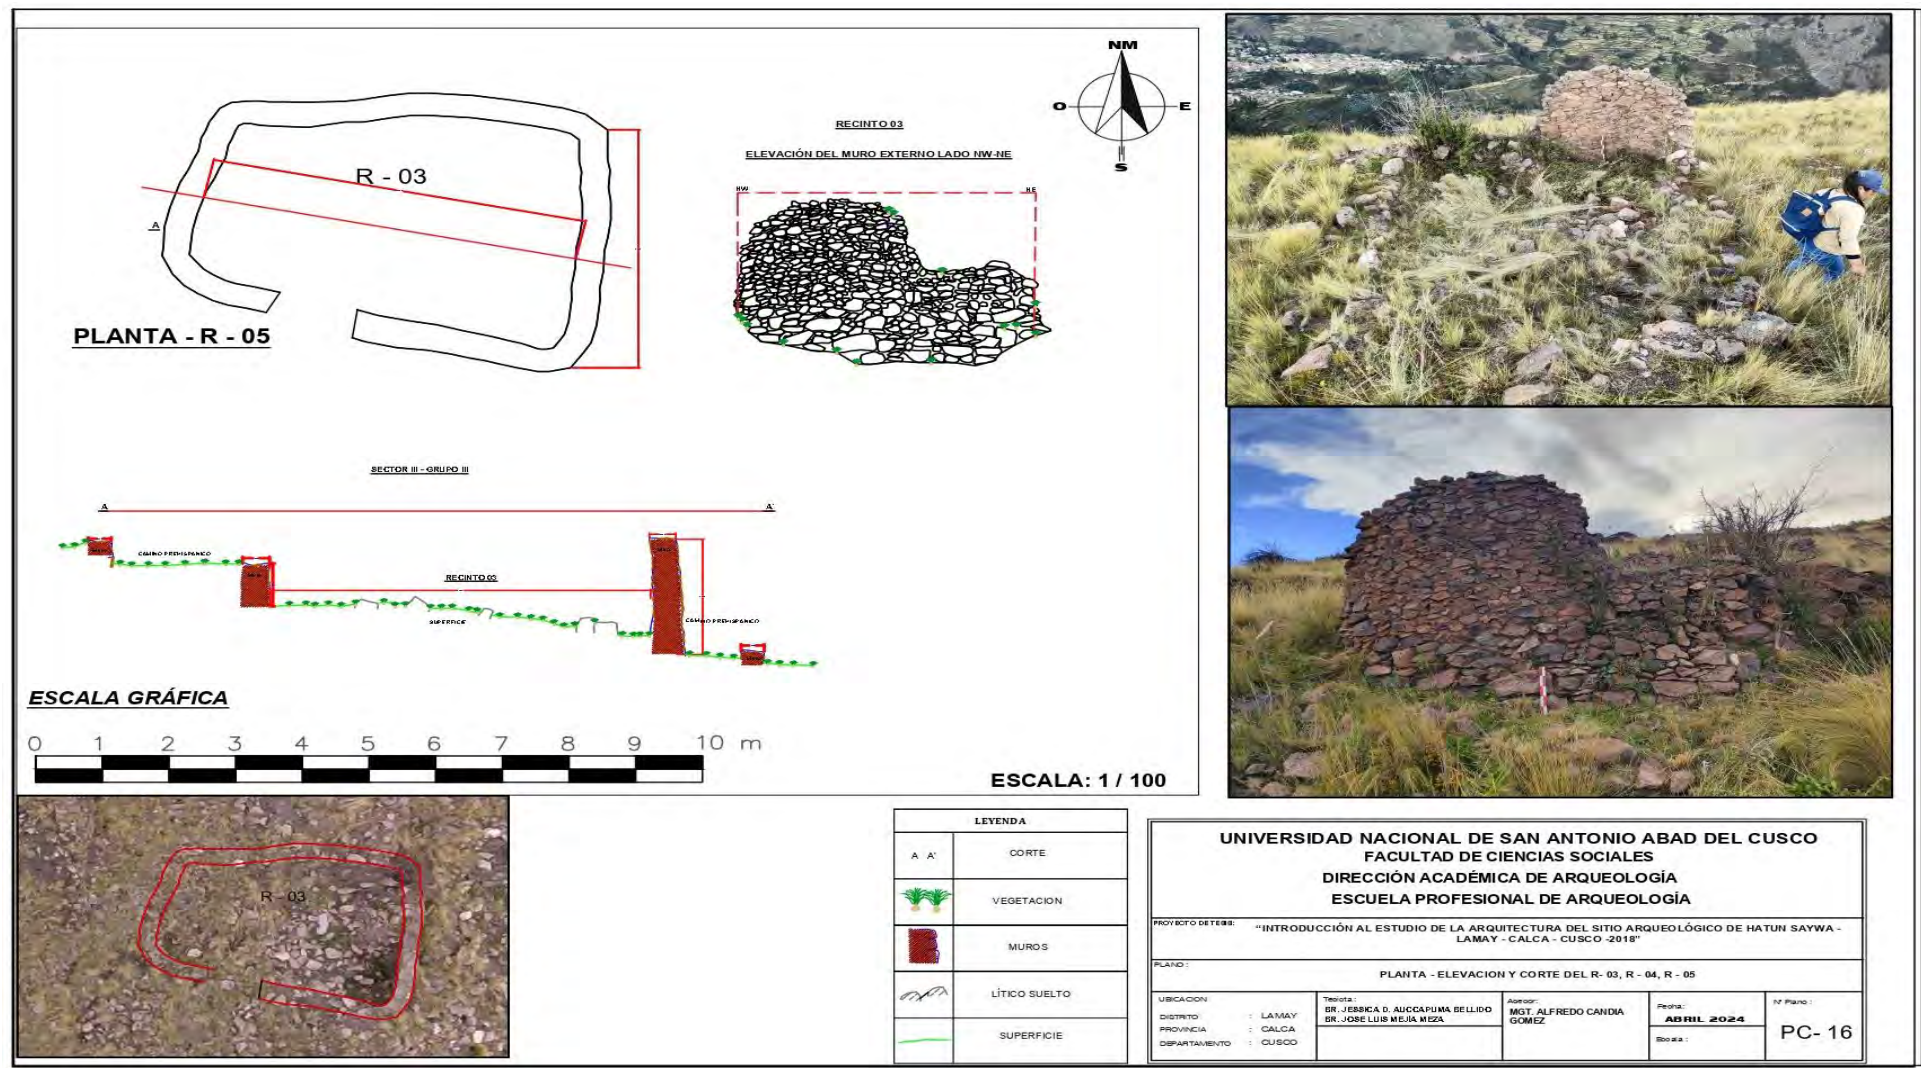 NM
O
E
S
R - 03
A
PLANTA - R - 05
RECINTO 03
ELEVACIÓN DEL MURO EXTERNO LADO NW-NE
NW
NE
SECTOR III - GRUPO III
A
A'
CAMINO PREHISPANICO
RECINTO 03
SUPERFICIE
CAMINO PREHISPANICO
ESCALA GRÁFICA
0 1 2 3 4 5 6 7 8 9 10 m
ESCALA: 1 / 100
R - 03
LEYENDA
A A' CORTE
VEGETACION
MUROS
LÍTICO SUELTO
SUPERFICIE
UNIVERSIDAD NACIONAL DE SAN ANTONIO ABAD DEL CUSCO
FACULTAD DE CIENCIAS SOCIALES
DIRECCIÓN ACADÉMICA DE ARQUEOLOGÍA
ESCUELA PROFESIONAL DE ARQUEOLOGÍA
PROYECTO DE TESIS: "INTRODUCCIÓN AL ESTUDIO DE LA ARQUITECTURA DEL SITIO ARQUEOLÓGICO DE HATUN SAYWA -
LAMAY - CALCA - CUSCO -2018"
PLANO :
PLANTA - ELEVACION Y CORTE DEL R- 03, R - 04, R - 05
UBICACION
DISTRITO : LAMAY
PROVINCIA : CALCA
DEPARTAMENTO : CUSCO
Tesista :
BR. JESSICA D. AUCCAPUMA BELLIDO
BR. JOSE LUIS MEJÍA MEZA
Asesor:
MGT. ALFREDO CANDIA
GOMEZ
Fecha:
ABRIL 2024
Escala :
N° Plano :
PC- 16